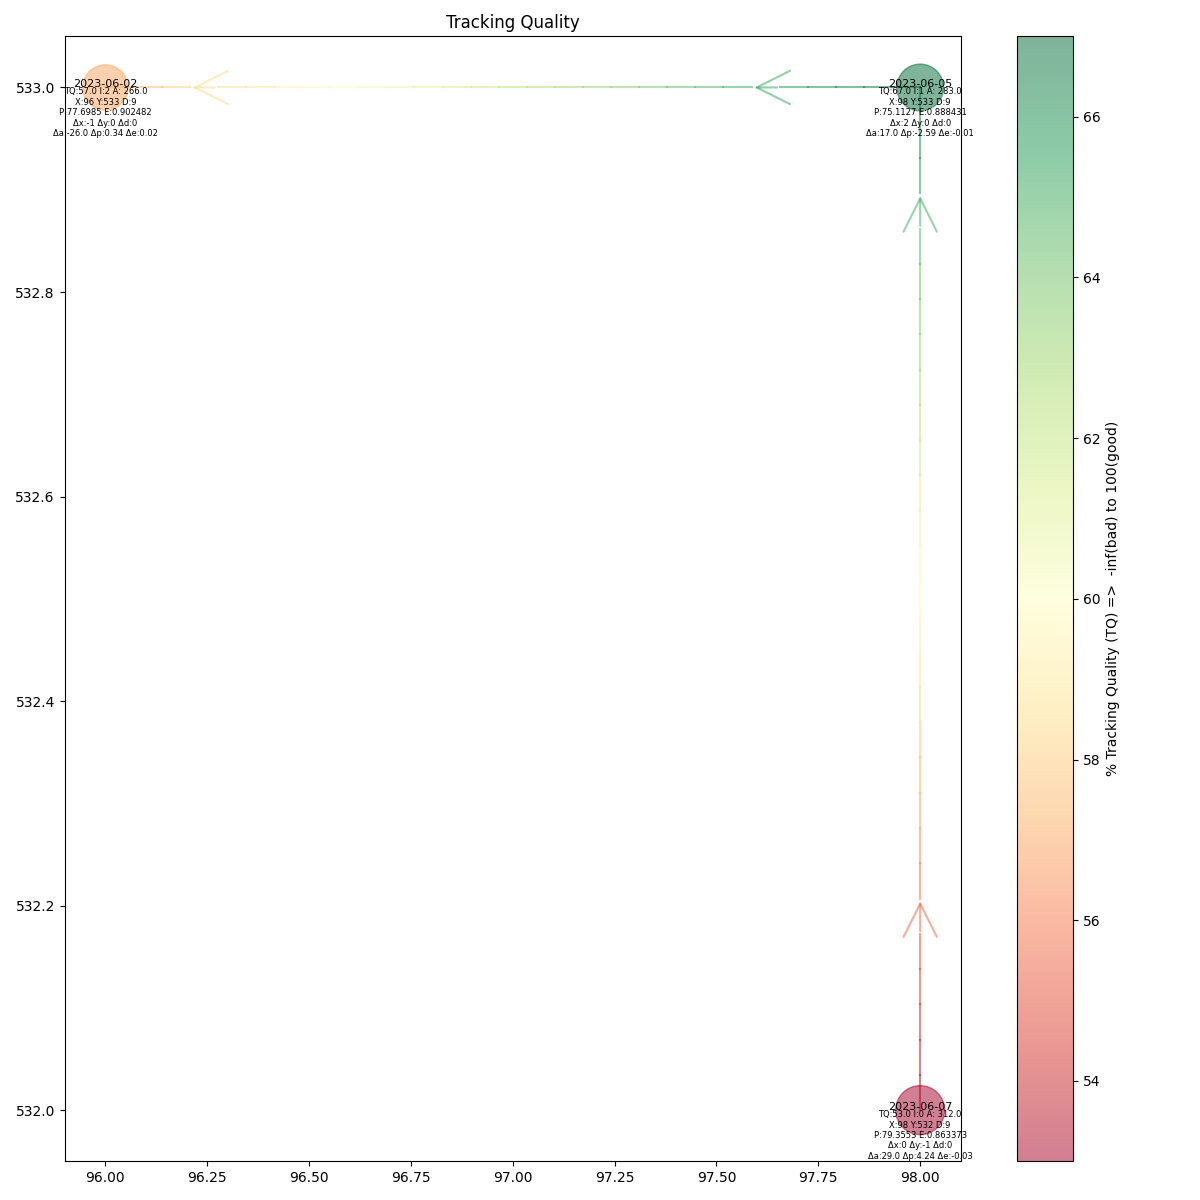 Tracking Quality
533.0
532.8
532.6
532.4
532.2
532.0
2023-06-02
TQ:57.0 I:2 A: 266.0
X:96 Y:533 D:9
P:77.6985 E:0.902482
Δx:-1 Δy:0 Δd:0
Δa:-26.0 Δp:0.34 Δe:0.02
2023-06-05
TQ:67.0 I:1 A: 283.0
X:98 Y:533 D:9
P:75.1127 E:0.888431
Δx:2 Δy:0 Δd:0
Δa:17.0 Δp:-2.59 Δe:-0.01
2023-06-07
TQ:53.0 I:0 A: 312.0
X:98 Y:532 D:9
P:79.3553 E:0.863373
Δx:0 Δy:-1 Δd:0
Δa:29.0 Δp:4.24 Δe:-0.03
96.00 96.25 96.50 96.75 97.00 97.25 97.50 97.75 98.00
66
64
62
60
58
56
54
% Tracking Quality (TQ) =>  -inf(bad) to 100(good)